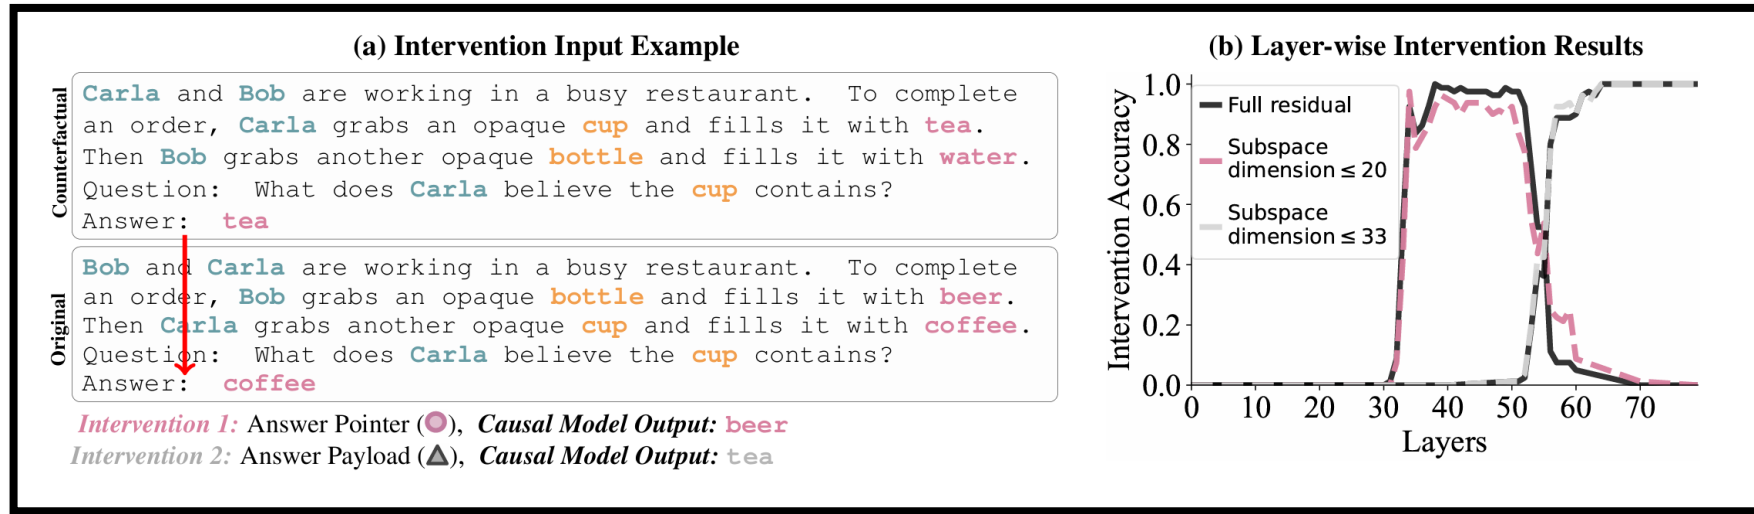 (a) Intervention Input Example
Counterfactual
Carla and Bob are working in a busy restaurant. To complete
an order, Carla grabs an opaque cup and fills it with tea.
Then Bob grabs another opaque bottle and fills it with water.
Question: What does Carla believe the cup contains?
Answer: tea
Original
Bob and Carla are working in a busy restaurant. To complete
an order, Bob grabs an opaque bottle and fills it with beer.
Then Carla grabs another opaque cup and fills it with coffee.
Question: What does Carla believe the cup contains?
Answer: coffee
Intervention 1: Answer Pointer (), Causal Model Output: beer
Intervention 2: Answer Payload (), Causal Model Output: tea
(b) Layer-wise Intervention Results
Intervention Accuracy
1.0
0.8
0.6
0.4
0.2
0.0
Full residual
Subspace
dimension ≤ 20
Subspace
dimension ≤ 33
0 10 20 30 40 50 60 70
Layers